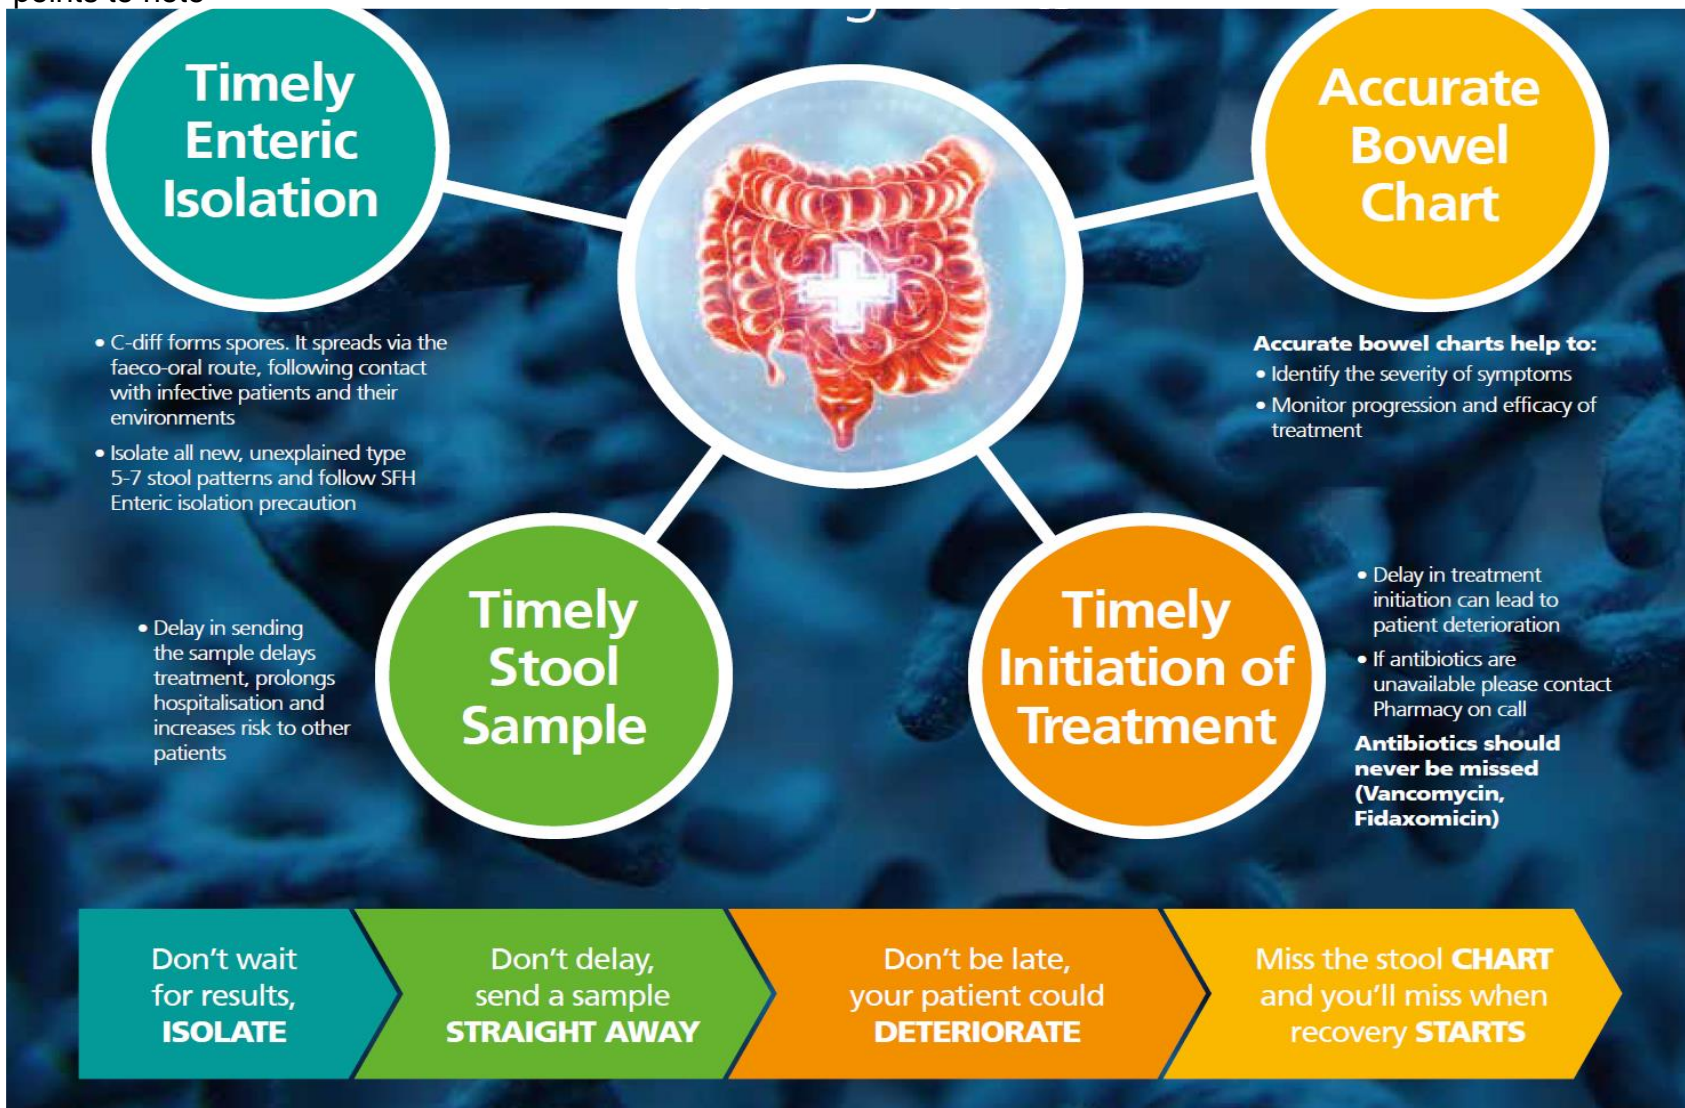 points to note
Timely
Enteric
Isolation
Accurate
Bowel
Chart
• C-diff forms spores. It spreads via the
faeco-oral route, following contact
with infective patients and their
environments
• Isolate all new, unexplained type
5-7 stool patterns and follow SFH
Enteric isolation precaution
Accurate bowel charts help to:
• Identify the severity of symptoms
• Monitor progression and efficacy of
treatment
Timely
Stool
Sample
• Delay in sending
the sample delays
treatment, prolongs
hospitalisation and
increases risk to other
patients
Timely
Initiation of
Treatment
• Delay in treatment
initiation can lead to
patient deterioration
• If antibiotics are
unavailable please contact
Pharmacy on call
Antibiotics should
never be missed
(Vancomycin,
Fidaxomicin)
Don't wait
for results,
ISOLATE
Don't delay,
send a sample
STRAIGHT AWAY
Don't be late,
your patient could
DETERIORATE
Miss the stool CHART
and you'll miss when
recovery STARTS